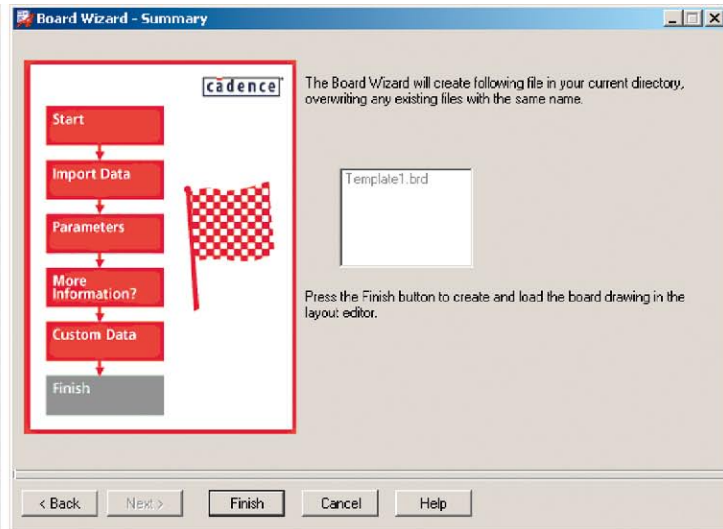 Board Wizard - Summary
cādence
Start
Import Data
Parameters
More
Information?
Custom Data
Finish
The Board Wizard will create following file in your current directory,
overwriting any existing files with the same name.
Template1.brd
Press the Finish button to create and load the board drawing in the
layout editor.
< Back
Next >
Finish
Cancel
Help